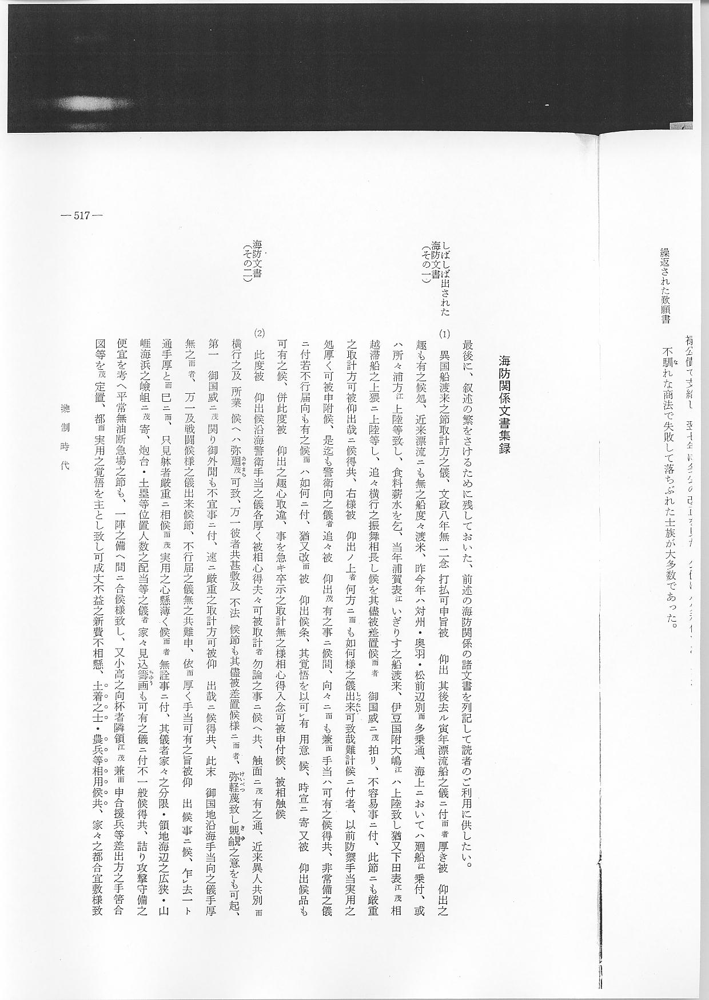 繰返された歎願書
不馴れな商法で失敗して落ちぶれた士族が大多数であった。
海防関係文書集録
最後に、叙述の繁をさけるために残しておいた、前述の海防関係の諸文書を列記して読者のご利用に供したい。
しばしば出された
海防文書
(その一)
(1) 異国船渡来之節取計方之儀、文政八年無二念打払可申旨被 仰出 其後去ル寅年漂流船之儀ニ付而者厚き被 仰出之
趣も有之候処、近来漂流ニも無之船度々渡米、昨今年ハ対州・奥羽・松前辺別而多乗通、海上ニおいてハ廻船江乗付、或
ハ所々浦方江上陸等致し、食料薪水を乞、当年浦賀表江いぎりす之船渡来、伊豆国附大嶋江ハ上陸致し猶又下田表江茂相
越滞船之上猥ニ上陸等し、追々横行之振舞相長し候を其儘被差置候而者 御国威ニ茂拍リ、不容易事ニ付、此節ニも厳重
之取計方可被仰出哉ニ候得共、右様被 仰出ノ上者何方ニ而も如何様之儀出来可致哉難計候ニ付者、以前防禦手当実用之
処厚く可被申附候、是迄も警衛向之儀者追々被 仰出茂有之事ニ候間、向々ニ而も兼而手当ハ可有之候得共、非常備之儀
ニ付若不行届向も有之候而ハ如何ニ付、猶又改而被 仰出候条、其覚悟を以可レ有用意候、時宣ニ寄又被 仰出候品も
可有之候、併此度被 仰出之趣心取違、事を急キ卒示之取計無之様相心得入念可被申付候、被相触候
海防文書
(その二)
(2) 此度被 仰出候沿海警衛手当之儀各厚く被相心得夫々可被取計者勿論之事ニ候ヘ共、触面ニ茂有之通、近来異人共別而
横行之及所業候ヘハ弥廻茂可致、万一彼者共甚敷及不法候節も其儘被差置候様ニ而者、弥軽蔑致し覬覦之意をも可起、
第一 御国威ニ茂関り御外聞も不宜事ニ付、速ニ厳重之取計方可被仰 出哉ニ候得共、此末 御国地沿海手当向之儀手厚
無之而者、万一及戦闘候様之儀出来候節、不行届之儀無之共難申、依而厚く手当可有之旨被仰 出候事ニ候、乍レ去一ト
通手厚と而巳ニ而、只見躰者厳重ニ相候而茂実用之心懸薄く候而者無詮事ニ付、其儀者家々之分限・領地海辺之広狭・山
崕海浜之嶮岨ニ茂寄、炮台・土塁等位置人数之配当等之儀者家々見込籌画も可有之儀ニ付不一般候得共、詰り攻撃守備之
便宜を考へ平常無油断急場之節も、一陣之備ヘ間ニ合候様致し、又小高之向杯者隣領江茂兼而申合援兵等差出方之手筈合
図等を茂定置、都而実用之覚悟を主とし致し可成丈不益之新費不相懸、土着之士・農兵等相用候共、家々之都合宜敷様致
藩制時代
—517—